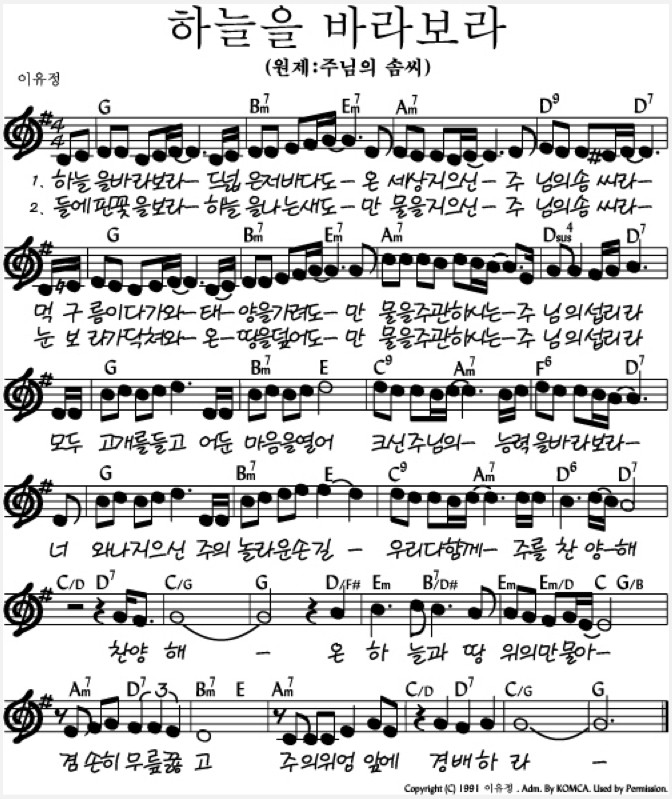 하늘을 바라보라
(원제:주님의 솜씨)
이유정
G Bm7 Em7 Am7 D9 D7
1. 하늘 을바라보라— 드넓 은저바다도— 온 세상지으신— 주 님의솜 씨라—
2. 들에 핀꽃을보라— 하늘 을나는새도— 만 물을지으신— 주 님의솜 씨라—
G Bm7 Em7 Am7 Dsus4 D7
먹 구 름이다가와— 태— 양을가려도— 만 물을주관하시는— 주 님의섭리라
눈 보 라가닥쳐와— 온— 땅을덮어도— 만 물을주관하시는— 주 님의섭리라
G Bm7 E C9 Am7 F6 D7
모두 고개를들고 어둔 마음을열어 크신주님의— 능력을바라보라—
G Bm7 E C9 Am7 D6 D7
너 와나지으신 주의 놀라운손길 — 우리다함께— 주를 찬 양—해
C/D D7 C/G G D/F# Em B7/D# Em Em/D C G/B
찬양 해 — 온 하 늘과 땅 위의만물아—
Am7 D7 3 Bm7 E Am7 C/D D7 C/G G
겸 손히 무릎꿇 고 주의위엄 앞에 경배하 라 —
Copyright (C) 1991 이유정 . Adm. By KOMCA. Used by Permission.